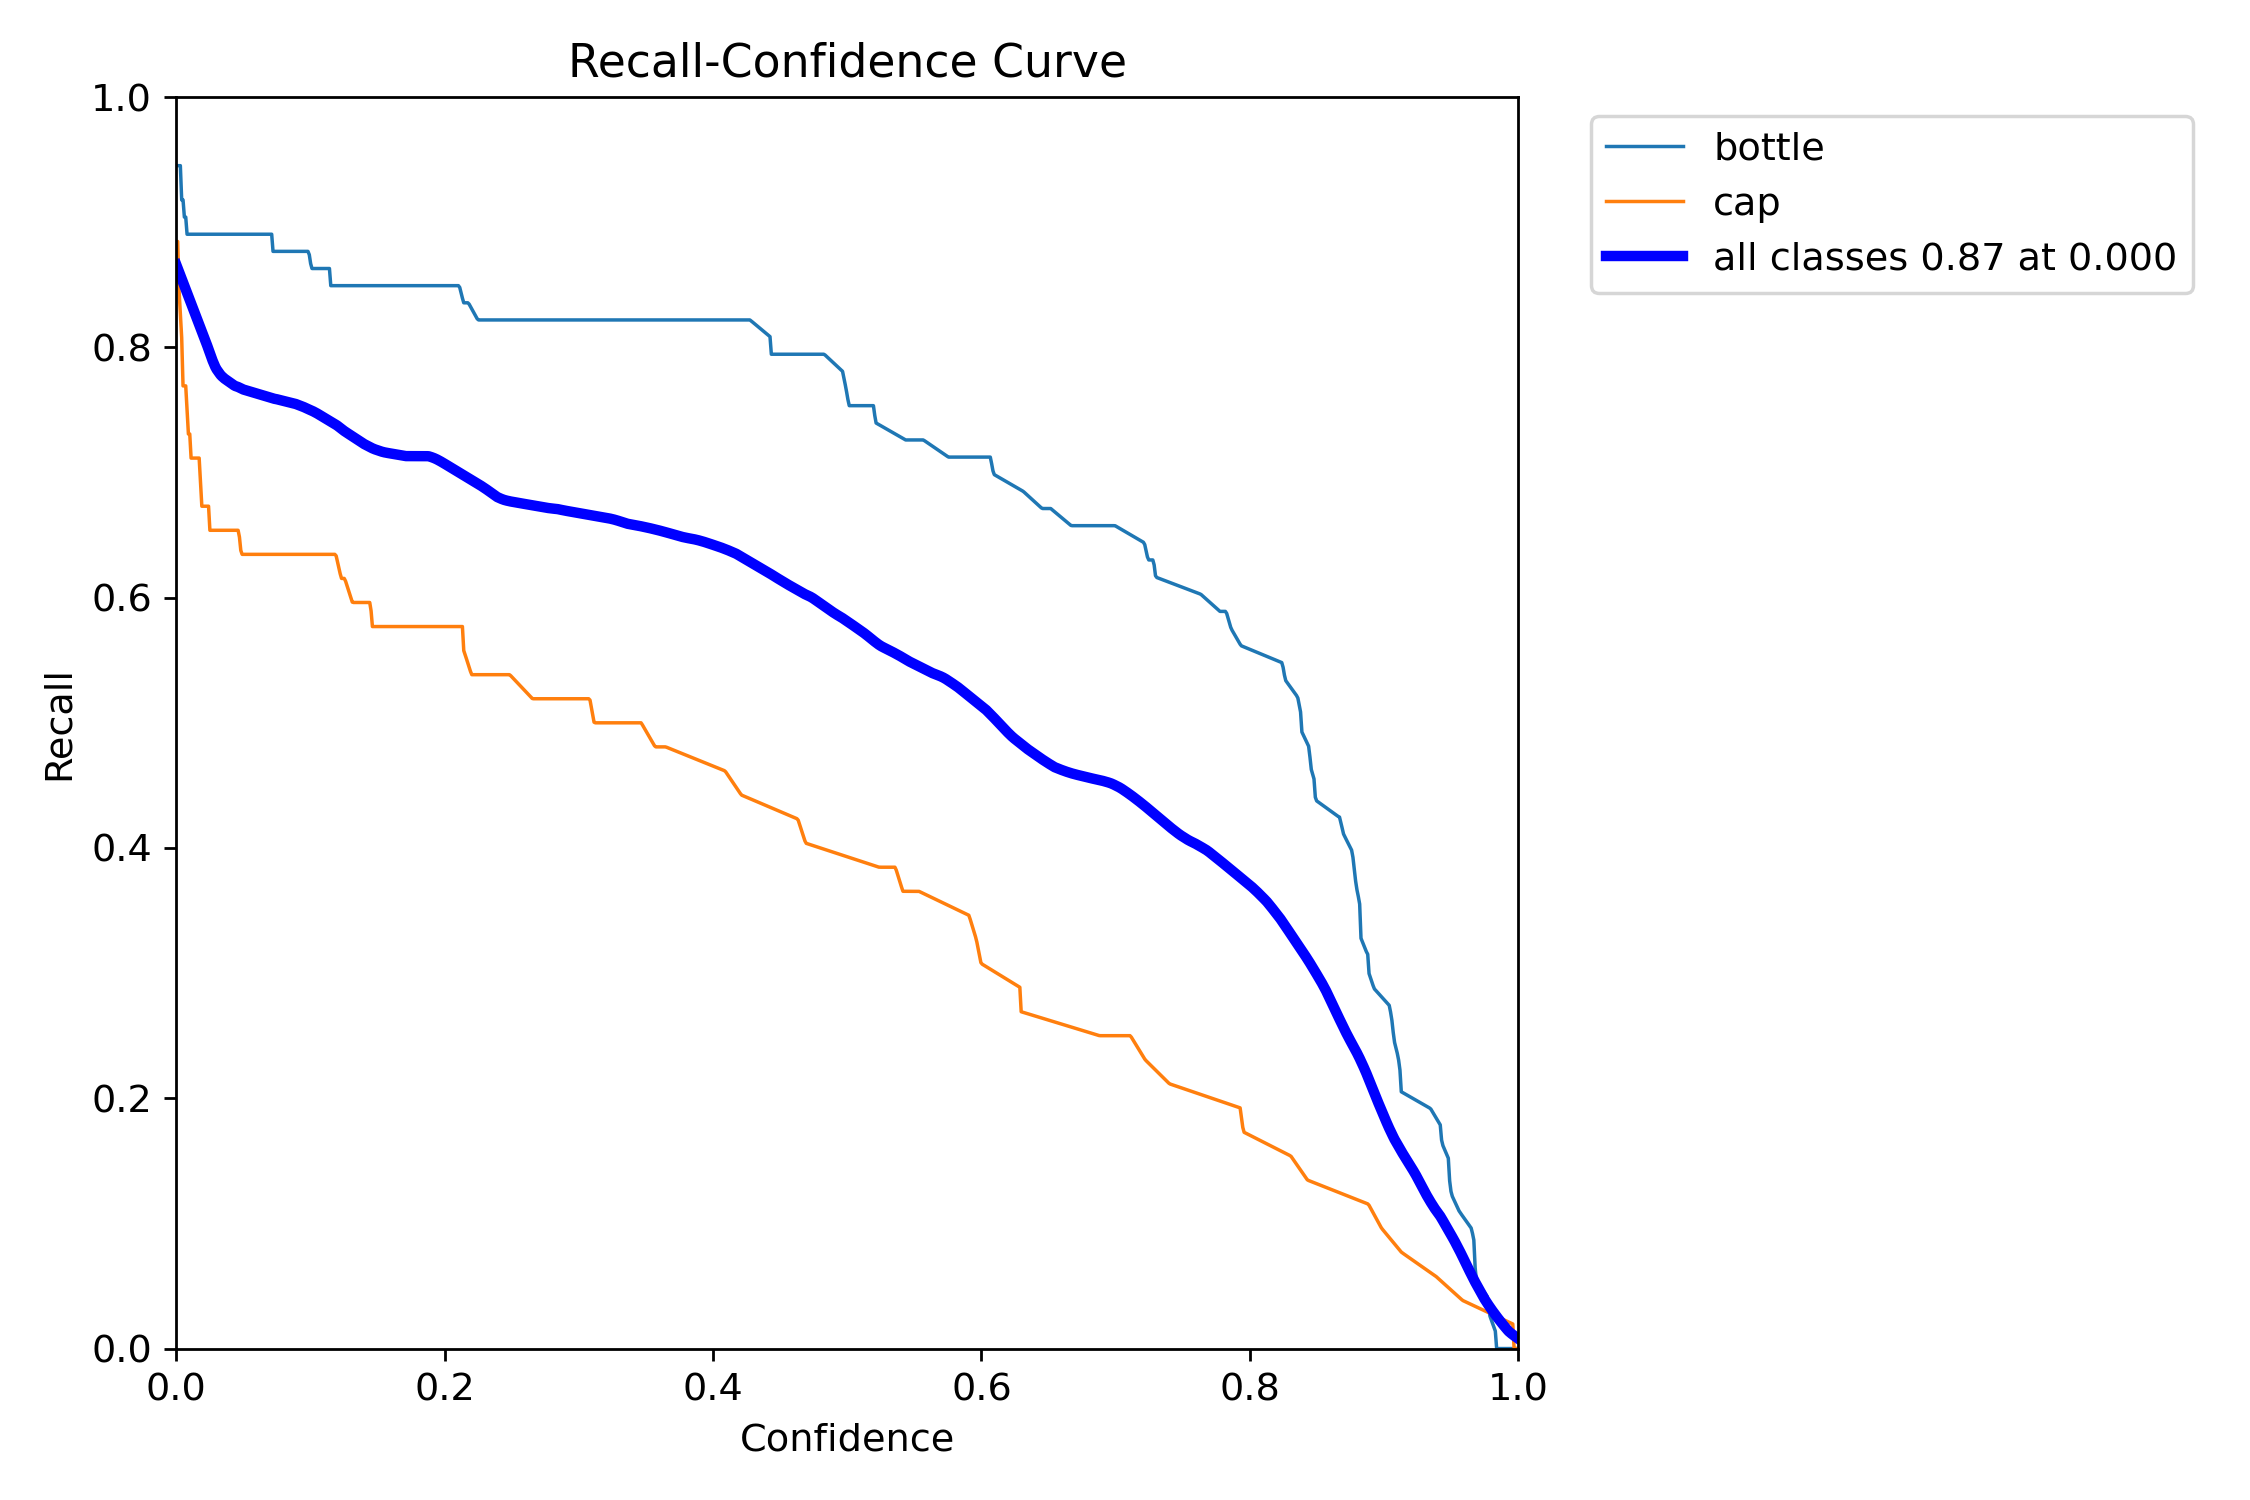 Recall-Confidence Curve
1.0
0.8
0.6
0.4
0.2
0.0
Recall
0.0 0.2 0.4 0.6 0.8 1.0
Confidence
bottle
cap
all classes 0.87 at 0.000